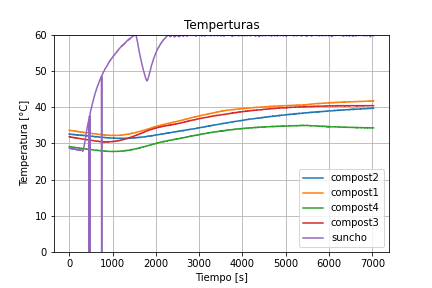 Temperturas
Temperatura [°C]
60
50
40
30
20
10
0
0 1000 2000 3000 4000 5000 6000 7000
Tiempo [s]
compost2
compost1
compost4
compost3
suncho